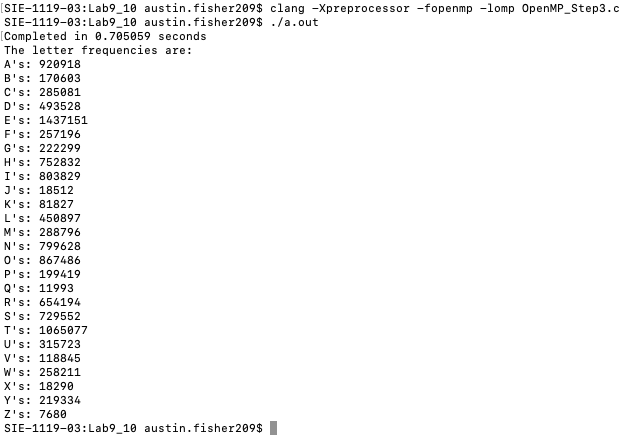 [SIE-1119-03:Lab9_10 austin.fisher209$ clang -Xpreprocessor -fopenmp -lomp OpenMP_Step3.c
[SIE-1119-03:Lab9_10 austin.fisher209$ ./a.out
Completed in 0.705059 seconds
The letter frequencies are:
A's: 920918
B's: 170603
C's: 285081
D's: 493528
E's: 1437151
F's: 257196
G's: 222299
H's: 752832
I's: 803829
J's: 18512
K's: 81827
L's: 450897
M's: 288796
N's: 799628
O's: 867486
P's: 199419
Q's: 11993
R's: 654194
S's: 729552
T's: 1065077
U's: 315723
V's: 118845
W's: 258211
X's: 18290
Y's: 219334
Z's: 7680
SIE-1119-03:Lab9_10 austin.fisher209$